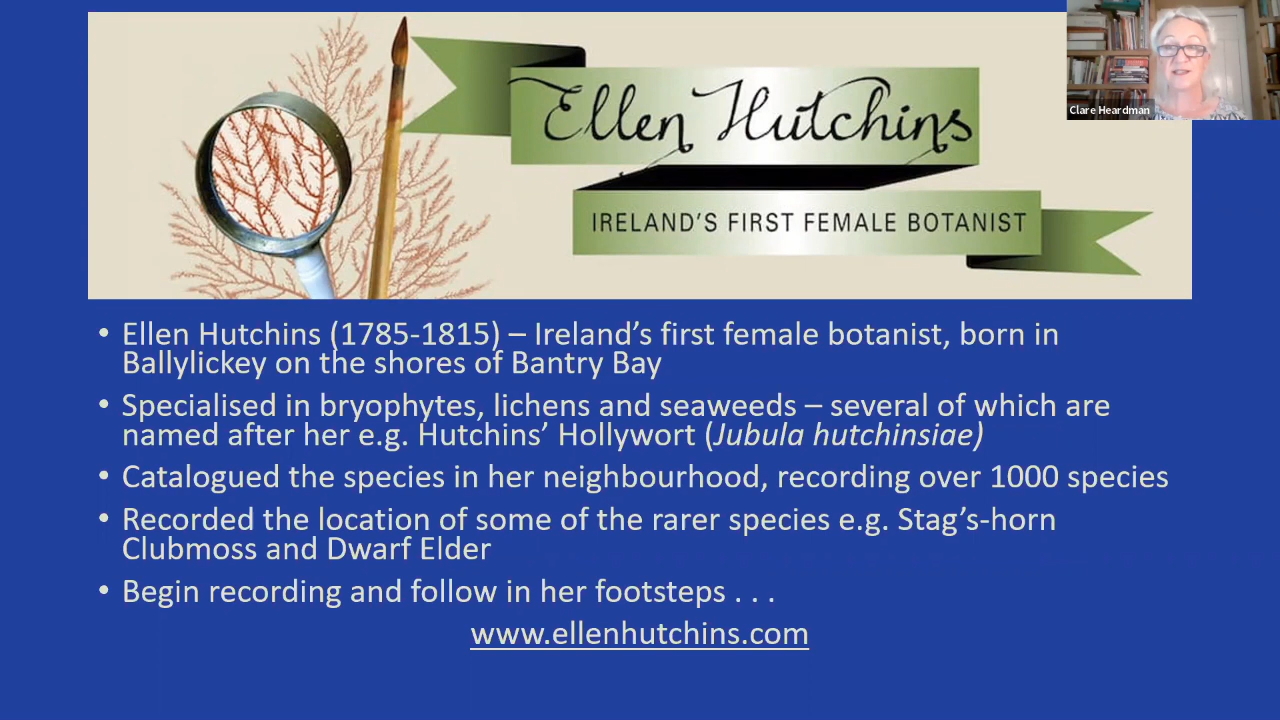 Ellen Hutchins
IRELAND'S FIRST FEMALE BOTANIST
Clare Heardman
• Ellen Hutchins (1785-1815) – Ireland's first female botanist, born in
Ballylickey on the shores of Bantry Bay
• Specialised in bryophytes, lichens and seaweeds – several of which are
named after her e.g. Hutchins' Hollywort (Jubula hutchinsiae)
• Catalogued the species in her neighbourhood, recording over 1000 species
• Recorded the location of some of the rarer species e.g. Stag's-horn
Clubmoss and Dwarf Elder
• Begin recording and follow in her footsteps . . .
www.ellenhutchins.com